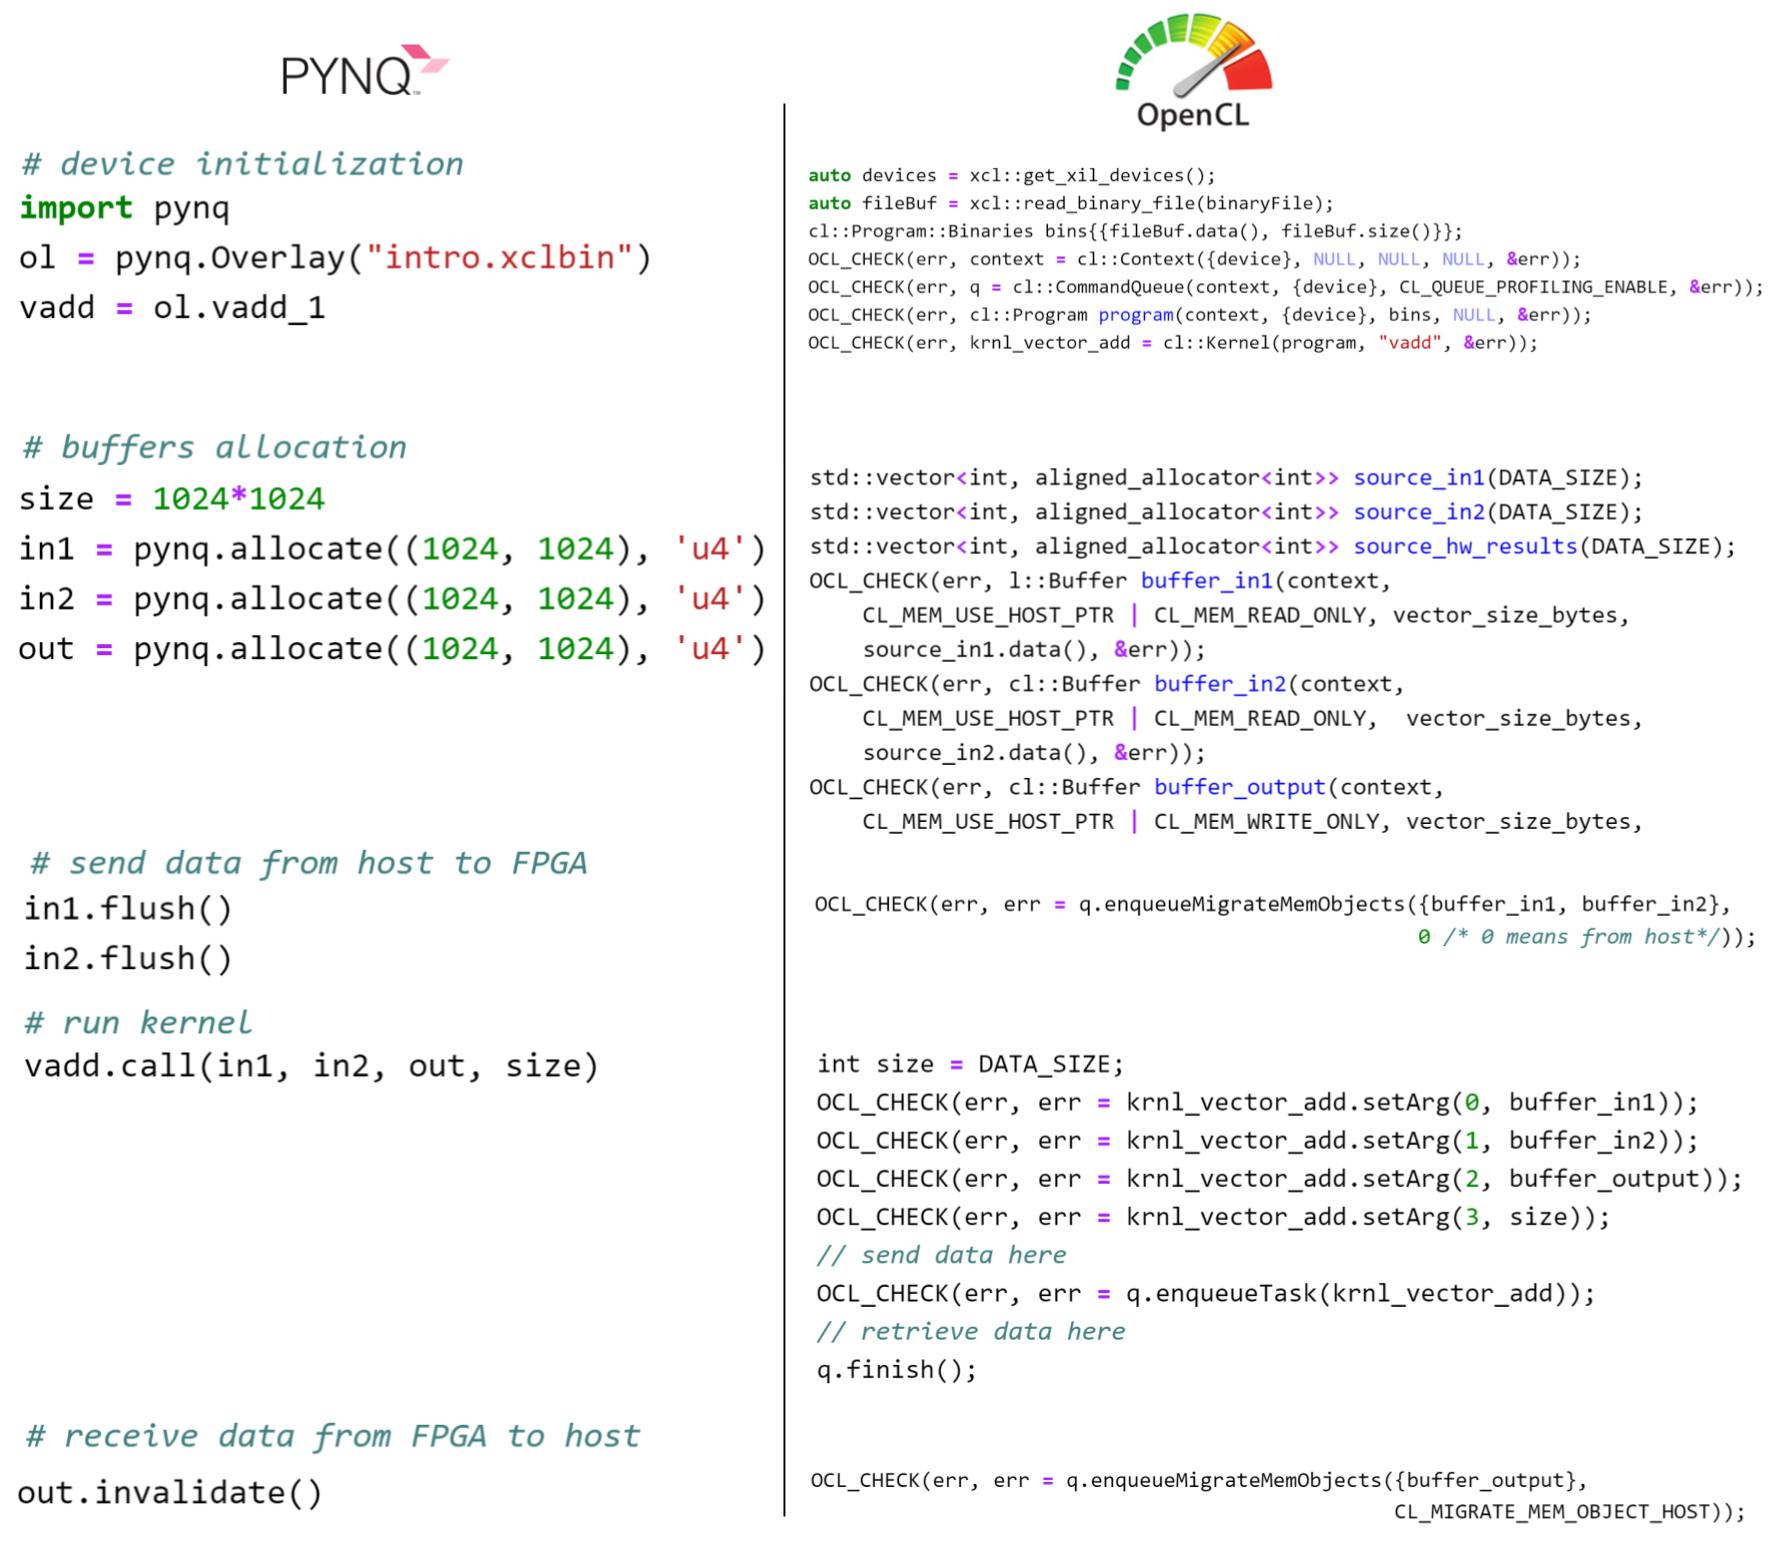 PYNQ™
# device initialization
import pynq
ol = pynq.Overlay("intro.xclbin")
vadd = ol.vadd_1
# buffers allocation
size = 1024*1024
in1 = pynq.allocate((1024, 1024), 'u4')
in2 = pynq.allocate((1024, 1024), 'u4')
out = pynq.allocate((1024, 1024), 'u4')
# send data from host to FPGA
in1.flush()
in2.flush()
# run kernel
vadd.call(in1, in2, out, size)
# receive data from FPGA to host
out.invalidate()
OpenCL
auto devices = xcl::get_xil_devices();
auto fileBuf = xcl::read_binary_file(binaryFile);
cl::Program::Binaries bins{{fileBuf.data(), fileBuf.size()}};
OCL_CHECK(err, context = cl::Context({device}, NULL, NULL, NULL, &err));
OCL_CHECK(err, q = cl::CommandQueue(context, {device}, CL_QUEUE_PROFILING_ENABLE, &err));
OCL_CHECK(err, cl::Program program(context, {device}, bins, NULL, &err));
OCL_CHECK(err, krnl_vector_add = cl::Kernel(program, "vadd", &err));
std::vector<int, aligned_allocator<int>> source_in1(DATA_SIZE);
std::vector<int, aligned_allocator<int>> source_in2(DATA_SIZE);
std::vector<int, aligned_allocator<int>> source_hw_results(DATA_SIZE);
OCL_CHECK(err, l::Buffer buffer_in1(context,
CL_MEM_USE_HOST_PTR | CL_MEM_READ_ONLY, vector_size_bytes,
source_in1.data(), &err));
OCL_CHECK(err, cl::Buffer buffer_in2(context,
CL_MEM_USE_HOST_PTR | CL_MEM_READ_ONLY,  vector_size_bytes,
source_in2.data(), &err));
OCL_CHECK(err, cl::Buffer buffer_output(context,
CL_MEM_USE_HOST_PTR | CL_MEM_WRITE_ONLY, vector_size_bytes,
OCL_CHECK(err, err = q.enqueueMigrateMemObjects({buffer_in1, buffer_in2},
0 /* 0 means from host*/));
int size = DATA_SIZE;
OCL_CHECK(err, err = krnl_vector_add.setArg(0, buffer_in1));
OCL_CHECK(err, err = krnl_vector_add.setArg(1, buffer_in2));
OCL_CHECK(err, err = krnl_vector_add.setArg(2, buffer_output));
OCL_CHECK(err, err = krnl_vector_add.setArg(3, size));
// send data here
OCL_CHECK(err, err = q.enqueueTask(krnl_vector_add));
// retrieve data here
q.finish();
OCL_CHECK(err, err = q.enqueueMigrateMemObjects({buffer_output},
CL_MIGRATE_MEM_OBJECT_HOST));